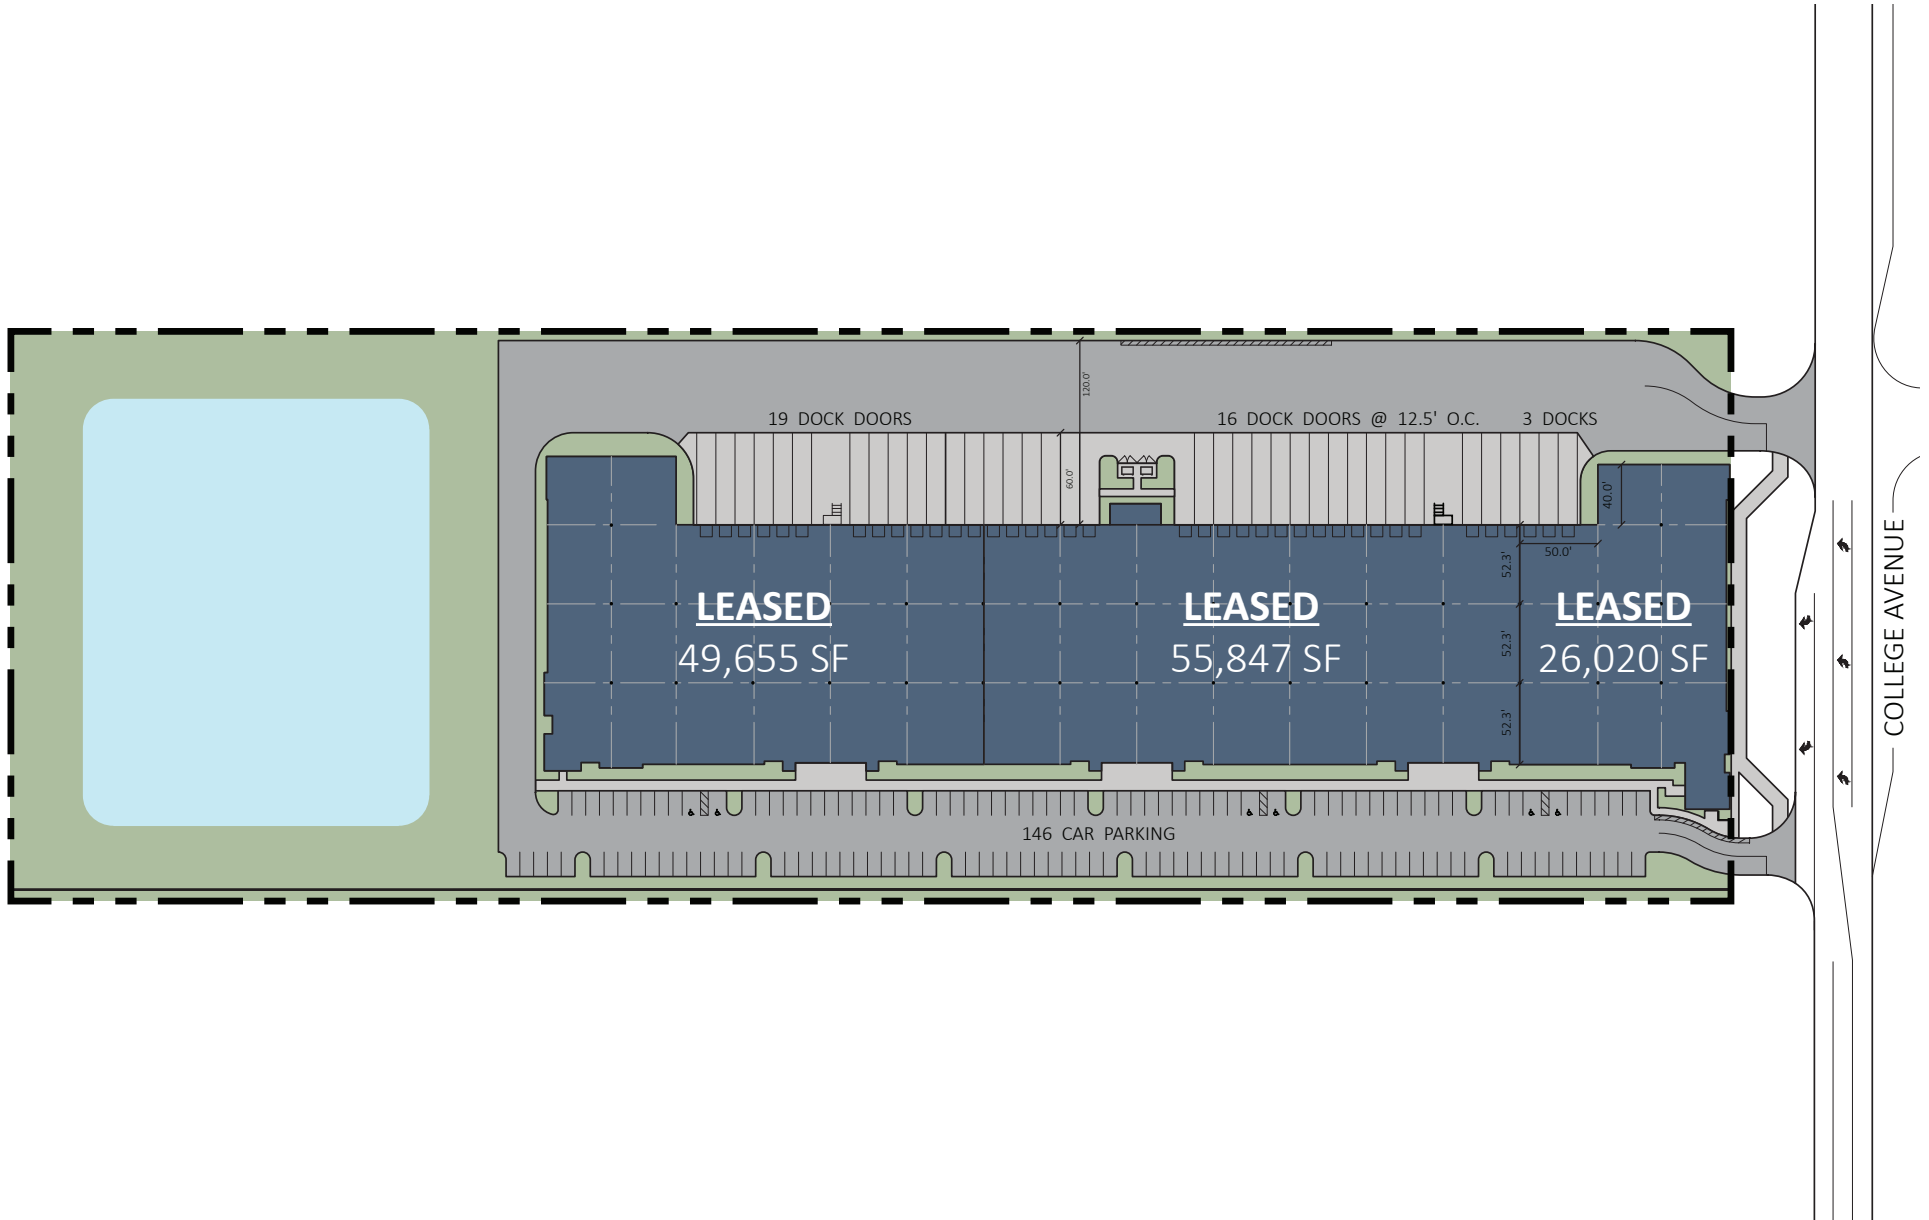 120.0'
19 DOCK DOORS
16 DOCK DOORS @ 12.5' O.C.
3 DOCKS
60.0'
40.0'
50.0'
52.3'
LEASED
49,655 SF
LEASED
55,847 SF
LEASED
26,020 SF
52.3'
52.3'
146 CAR PARKING
COLLEGE AVENUE